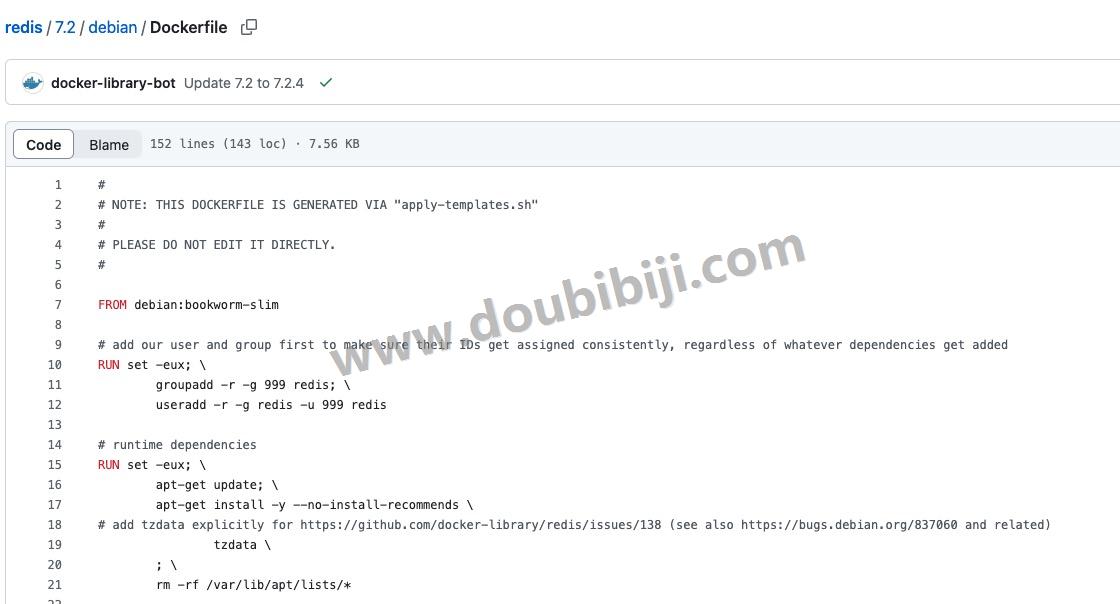 redis / 7.2 / debian / Dockerfile
docker-library-bot Update 7.2 to 7.2.4
Code Blame 152 lines (143 loc) · 7.56 KB
1 #
2 # NOTE: THIS DOCKERFILE IS GENERATED VIA "apply-templates.sh"
3 #
4 # PLEASE DO NOT EDIT IT DIRECTLY.
5 #
6
7 FROM debian:bookworm-slim
8
9 # add our user and group first to make sure their IDs get assigned consistently, regardless of whatever dependencies get added
10 RUN set -eux; \
11 groupadd -r -g 999 redis; \
12 useradd -r -g redis -u 999 redis
13
14 # runtime dependencies
15 RUN set -eux; \
16 apt-get update; \
17 apt-get install -y --no-install-recommends \
18 # add tzdata explicitly for https://github.com/docker-library/redis/issues/138 (see also https://bugs.debian.org/837060 and related)
19 tzdata \
20 ; \
21 rm -rf /var/lib/apt/lists/*
www.doubibiji.com